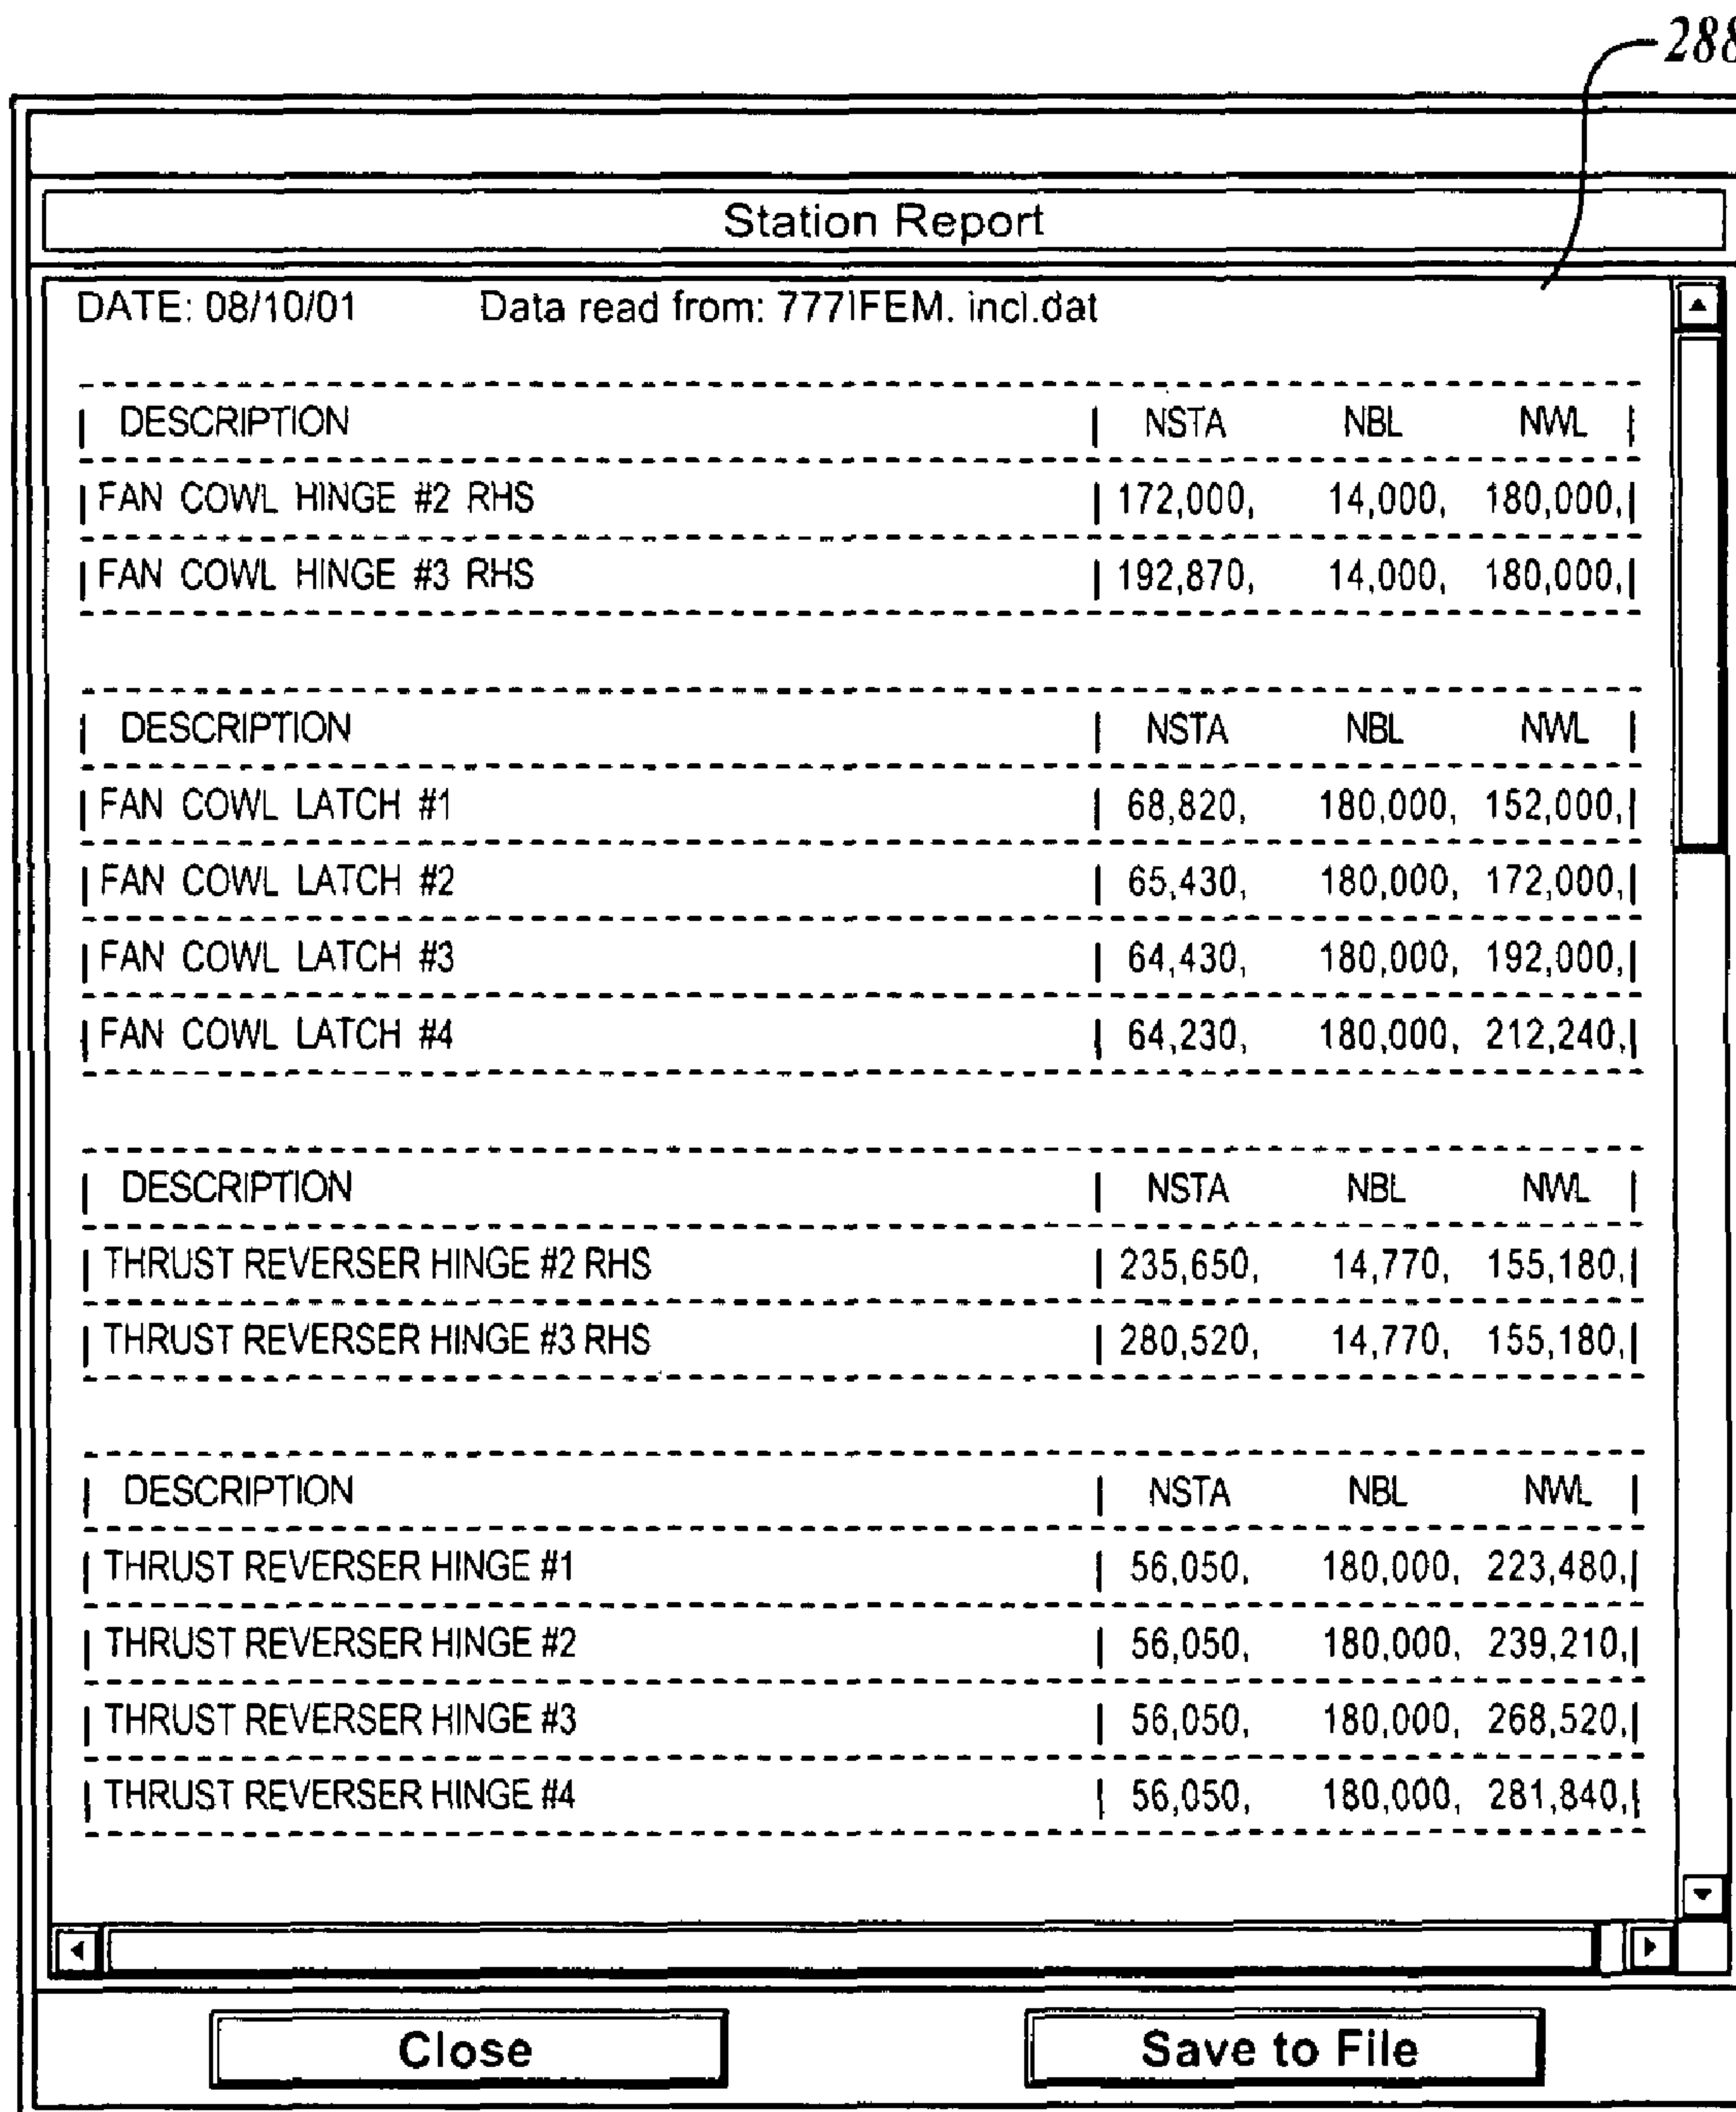 288
Station Report
DATE: 08/10/01 Data read from: 777IFEM. incl.dat
| DESCRIPTION | NSTA NBL NWL |
| FAN COWL HINGE #2 RHS | 172,000, 14,000, 180,000,|
| FAN COWL HINGE #3 RHS | 192,870, 14,000, 180,000,|
| DESCRIPTION | NSTA NBL NWL |
| FAN COWL LATCH #1 | 68,820, 180,000, 152,000,|
| FAN COWL LATCH #2 | 65,430, 180,000, 172,000,|
| FAN COWL LATCH #3 | 64,430, 180,000, 192,000,|
| FAN COWL LATCH #4 | 64,230, 180,000, 212,240,|
| DESCRIPTION | NSTA NBL NWL |
| THRUST REVERSER HINGE #2 RHS | 235,650, 14,770, 155,180,|
| THRUST REVERSER HINGE #3 RHS | 280,520, 14,770, 155,180,|
| DESCRIPTION | NSTA NBL NWL |
| THRUST REVERSER HINGE #1 | 56,050, 180,000, 223,480,|
| THRUST REVERSER HINGE #2 | 56,050, 180,000, 239,210,|
| THRUST REVERSER HINGE #3 | 56,050, 180,000, 268,520,|
| THRUST REVERSER HINGE #4 | 56,050, 180,000, 281,840,|
Close Save to File